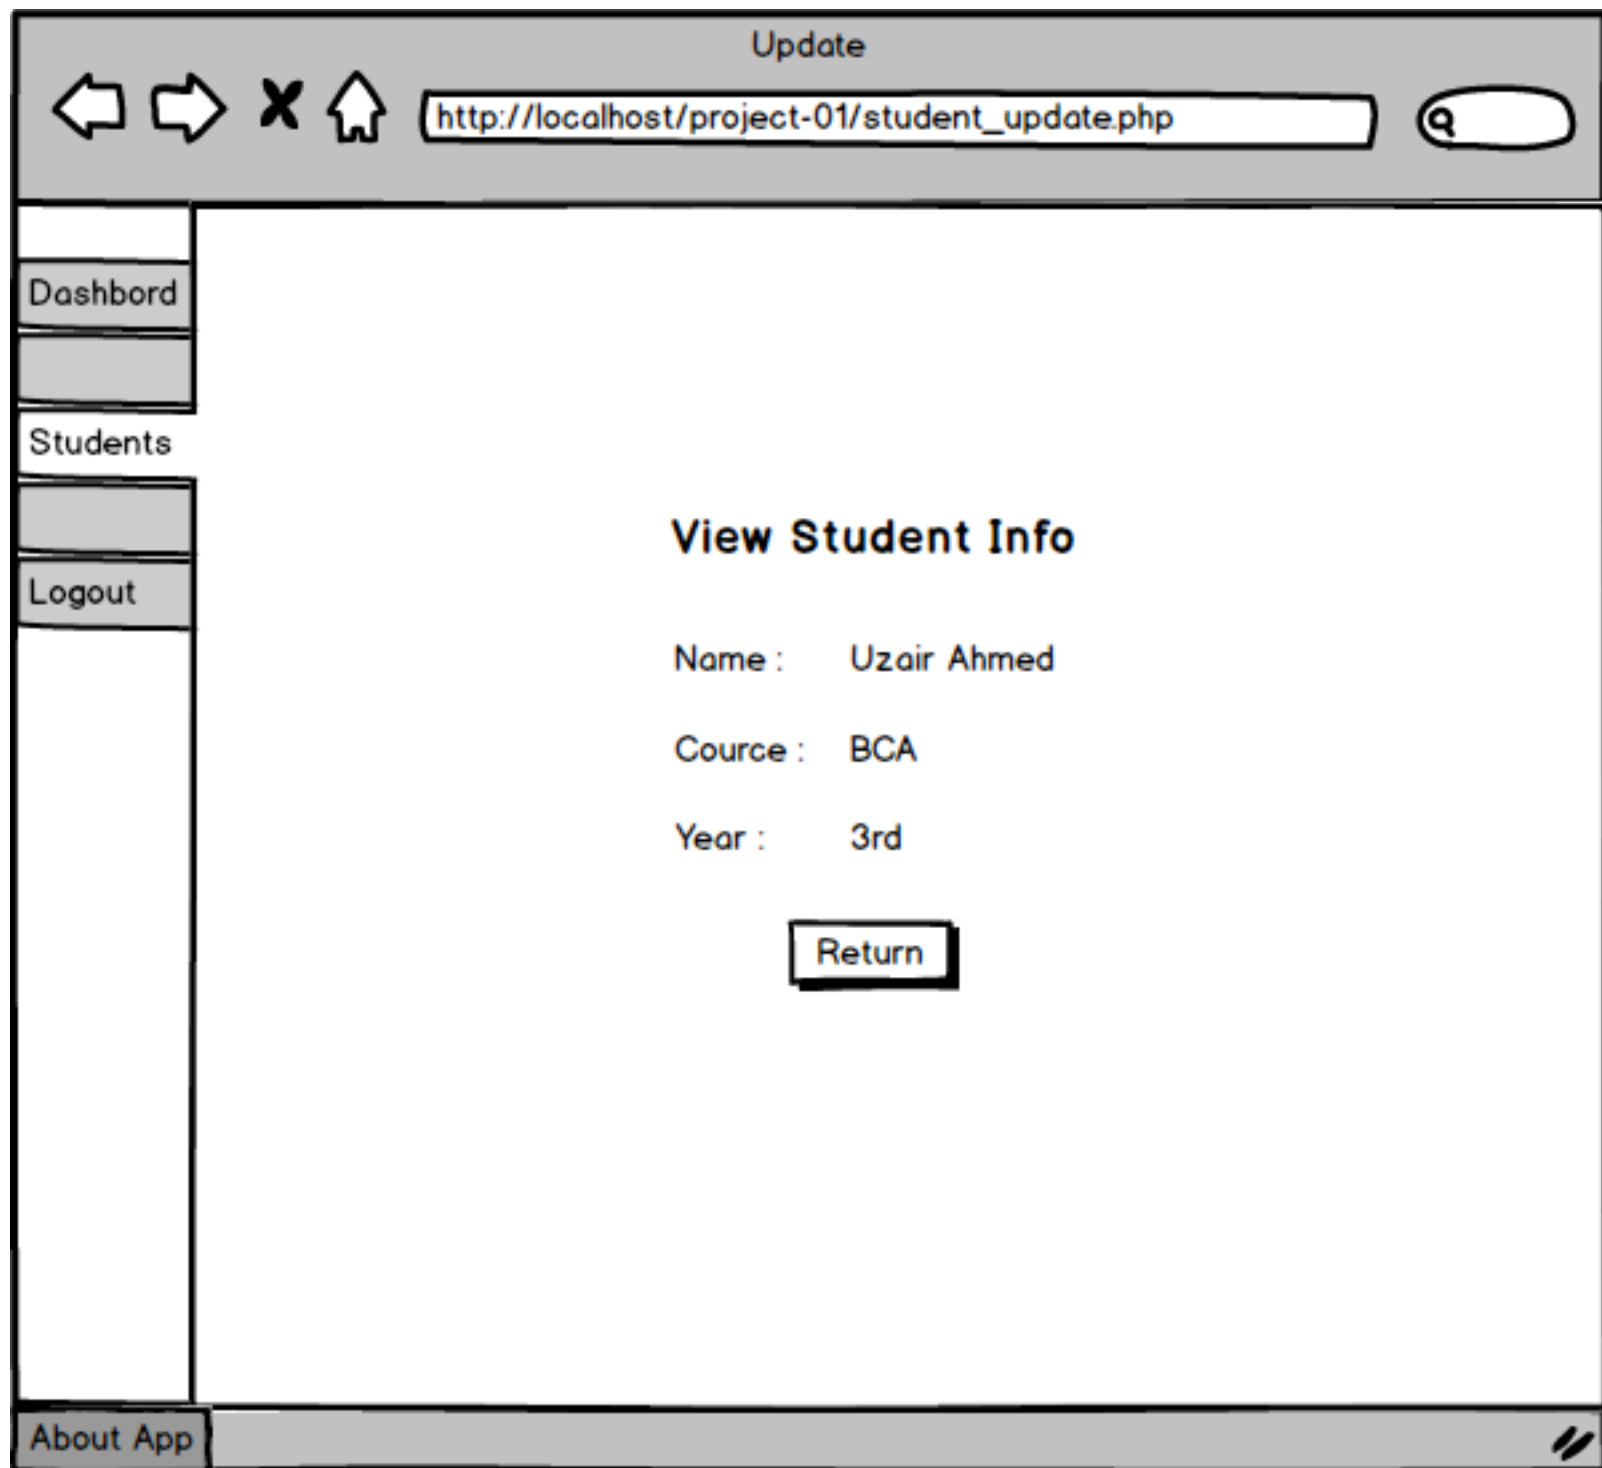 Update
http://localhost/project-01/student_update.php
Dashbord
Students
Logout
View Student Info
Name : Uzair Ahmed
Cource : BCA
Year : 3rd
Return
About App